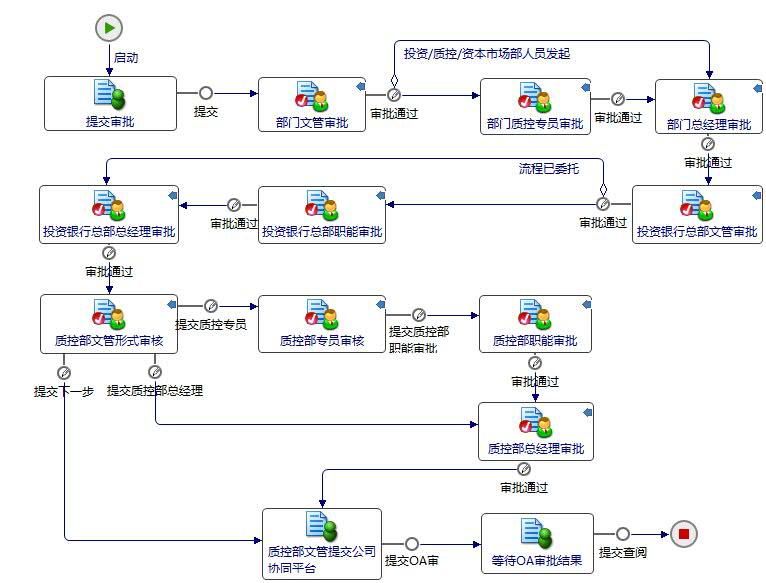 启动
投资/质控/资本市场部人员发起
提交审批
提交
部门文管审批
审批通过
部门质控专员审批
审批通过
部门总经理审批
审批通过
流程已委托
投资银行总部总经理审批
审批通过
投资银行总部职能审批
审批通过
投资银行总部文管审批
审批通过
质控部文管形式审核
提交质控专员
质控部专员审核
提交质控部
职能审批
质控部职能审批
提交下一步
提交质控部总经理
审批通过
质控部总经理审批
审批通过
质控部文管提交公司
协同平台
提交OA审
等待OA审批结果
提交查阅